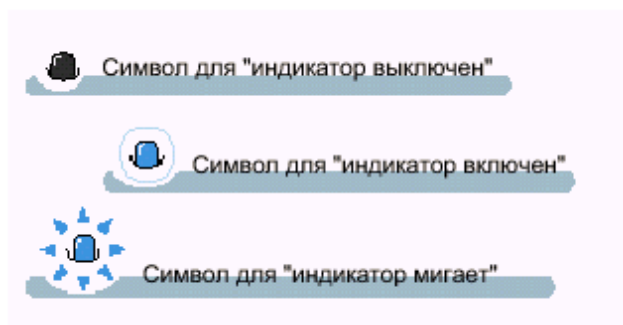 Символ для "индикатор выключен"
Символ для "индикатор включен"
Символ для "индикатор мигает"